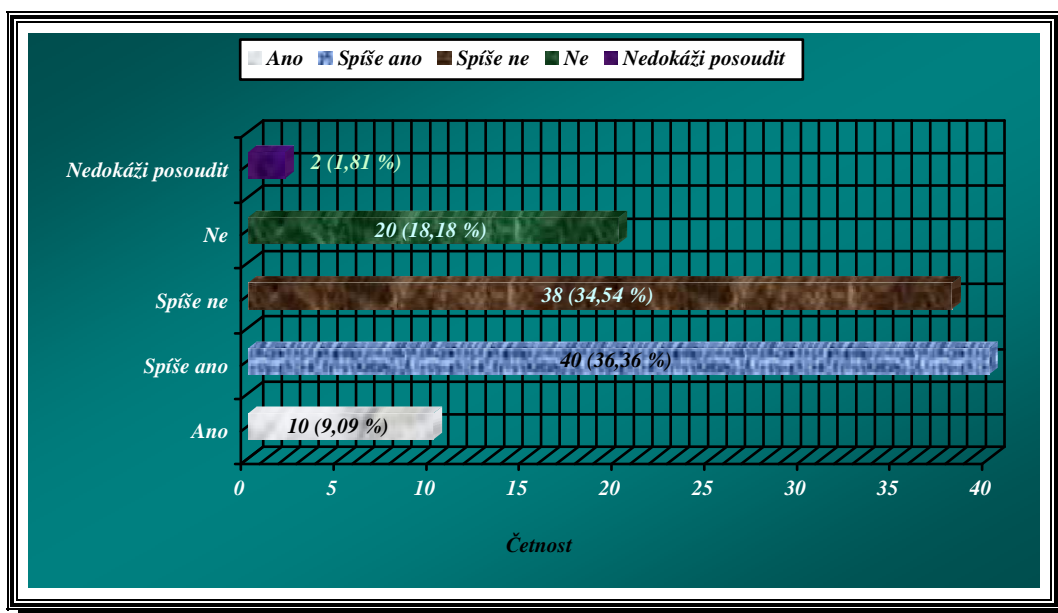 Ano Spíše ano Spíše ne Ne Nedokáži posoudit
Nedokáži posoudit 2 (1,81 %)
Ne 20 (18,18 %)
Spíše ne 38 (34,54 %)
Spíše ano 40 (36,36 %)
Ano 10 (9,09 %)
0 5 10 15 20 25 30 35 40
Četnost